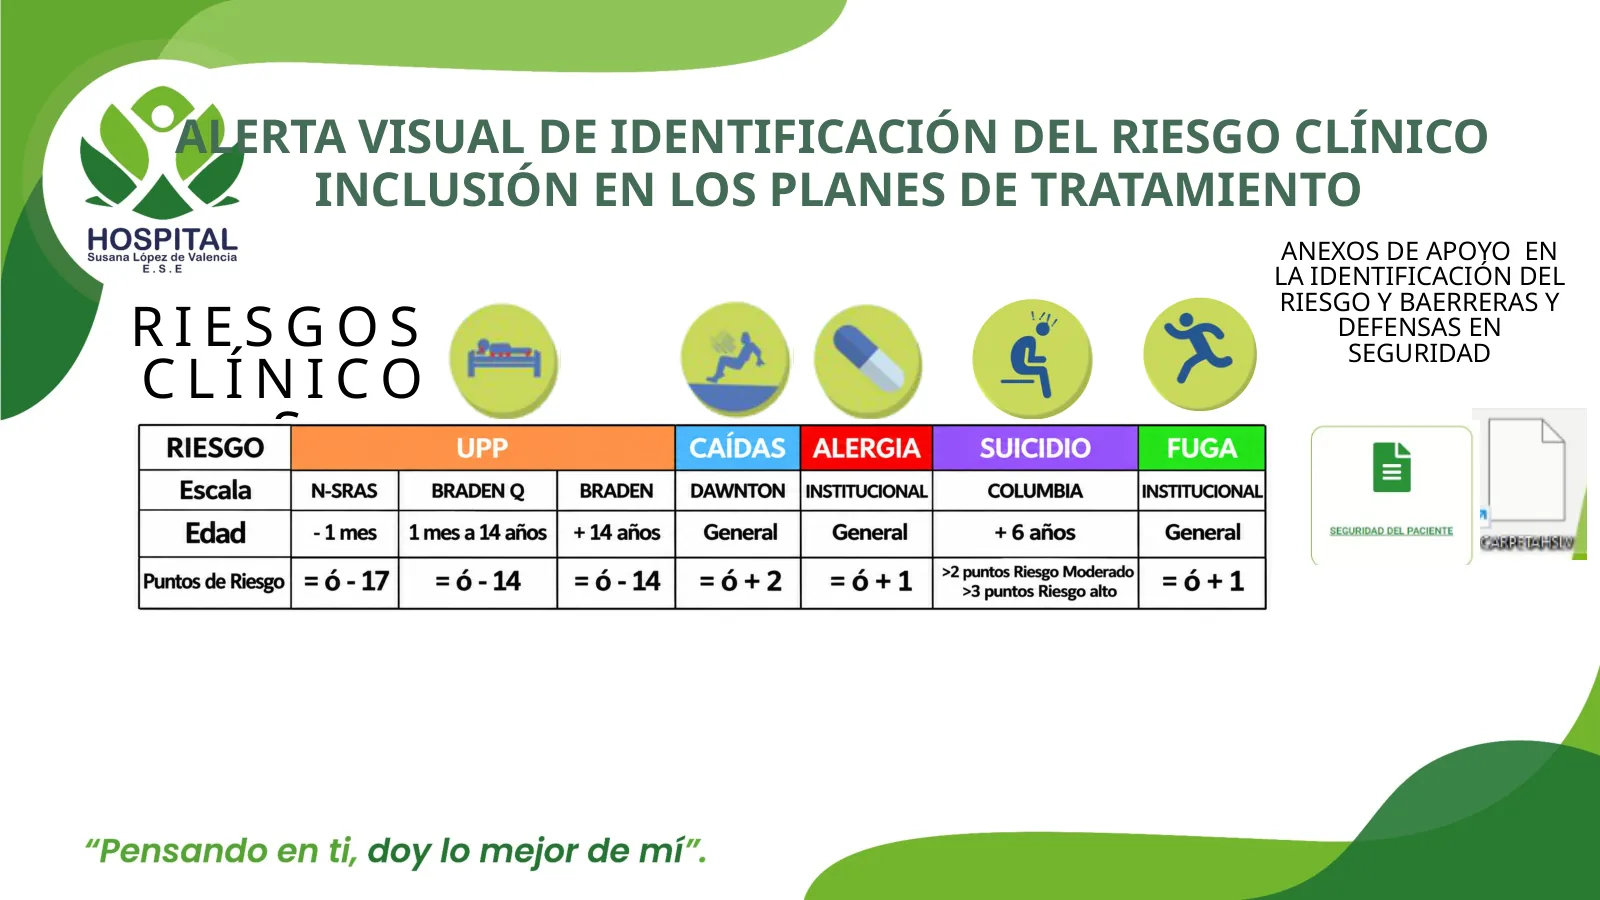 ALERTA VISUAL DE IDENTIFICACIÓN DEL RIESGO CLÍNICO
INCLUSIÓN EN LOS PLANES DE TRATAMIENTO
HOSPITAL
Susana López de Valencia
E.S.E
ANEXOS DE APOYO EN
LA IDENTIFICACIÓN DEL
RIESGO Y BAERRERAS Y
DEFENSAS EN
SEGURIDAD
RIESGOS
CLÍNICO
S
RIESGO UPP CAÍDAS ALERGIA SUICIDIO FUGA
Escala N-SRAS BRADEN Q BRADEN DAWNTON INSTITUCIONAL COLUMBIA INSTITUCIONAL
Edad - 1 mes 1 mes a 14 años + 14 años General General + 6 años General
Puntos de Riesgo = ó - 17 = ó - 14 = ó - 14 = ó + 2 = ó + 1 >2 puntos Riesgo Moderado = ó + 1
>3 puntos Riesgo alto
SEGURIDAD DEL PACIENTE
CARPETAHSLV
“Pensando en ti, doy lo mejor de mí”.